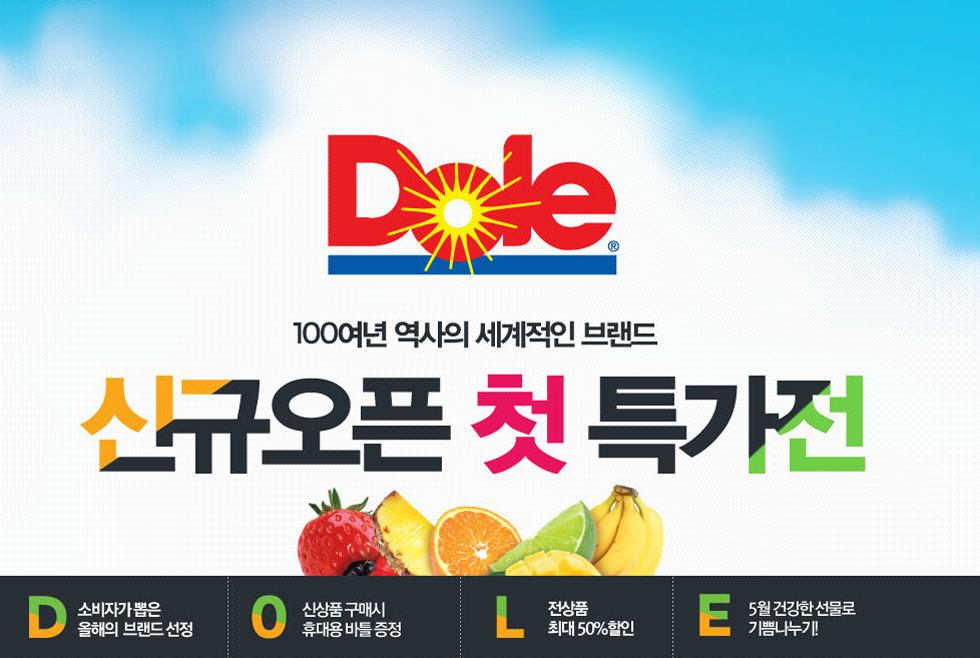 Dole
®
100여년 역사의 세계적인 브랜드
신규오픈 첫 특가전
D 소비자가 뽑은
올해의 브랜드 선정
O 신상품 구매시
휴대용 바틀 증정
L 전상품
최대 50%할인
E 5월 건강한 선물로
기쁨나누기!